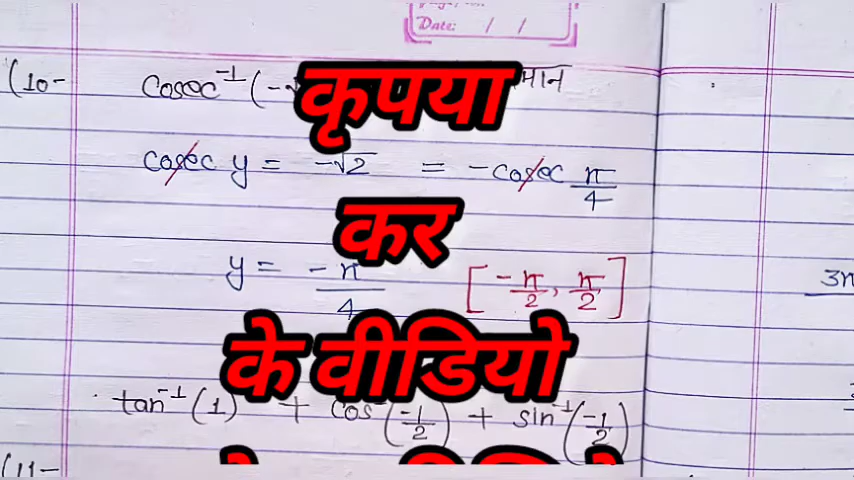 Date: / /
(10- cosec⁻¹(-√ मान
कृपया
cosec y = -√2 = -cosec π/4
कर
y = -π/4 [-π/2, π/2]
3π
के वीडियो
tan⁻¹(1) + cos⁻¹(-1/2) + sin⁻¹(-1/2)
(11-